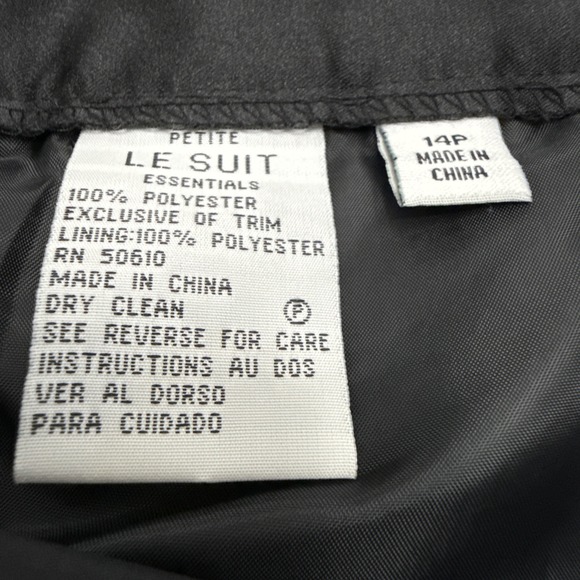 PETITE
LE SUIT
ESSENTIALS
100% POLYESTER
EXCLUSIVE OF TRIM
LINING:100% POLYESTER
RN 50610
MADE IN CHINA
DRY CLEAN P
SEE REVERSE FOR CARE
INSTRUCTIONS AU DOS
VER AL DORSO
PARA CUIDADO
14P
MADE IN
CHINA